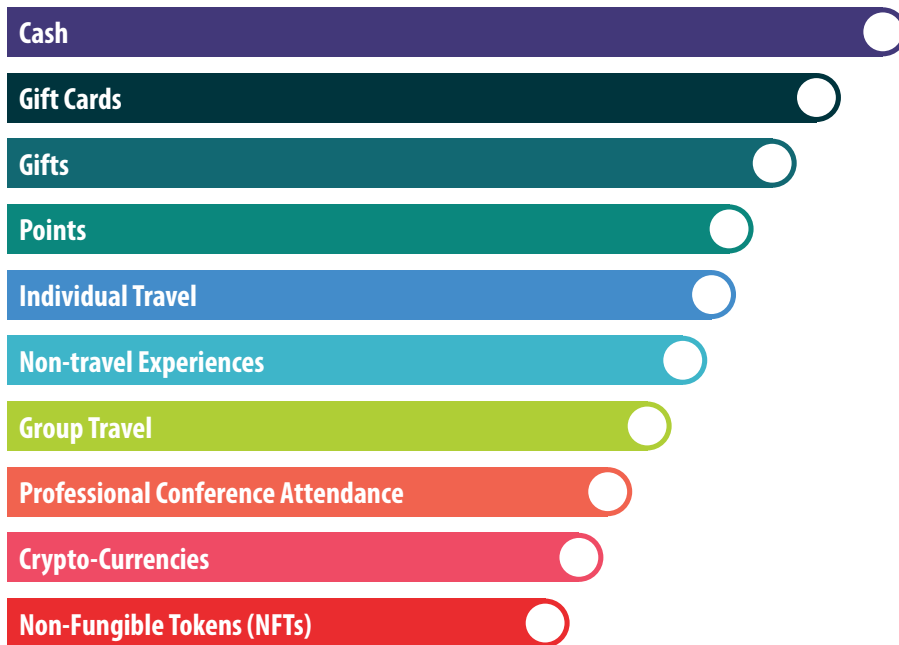 Cash
Gift Cards
Gifts
Points
Individual Travel
Non-travel Experiences
Group Travel
Professional Conference Attendance
Crypto-Currencies
Non-Fungible Tokens (NFTs)